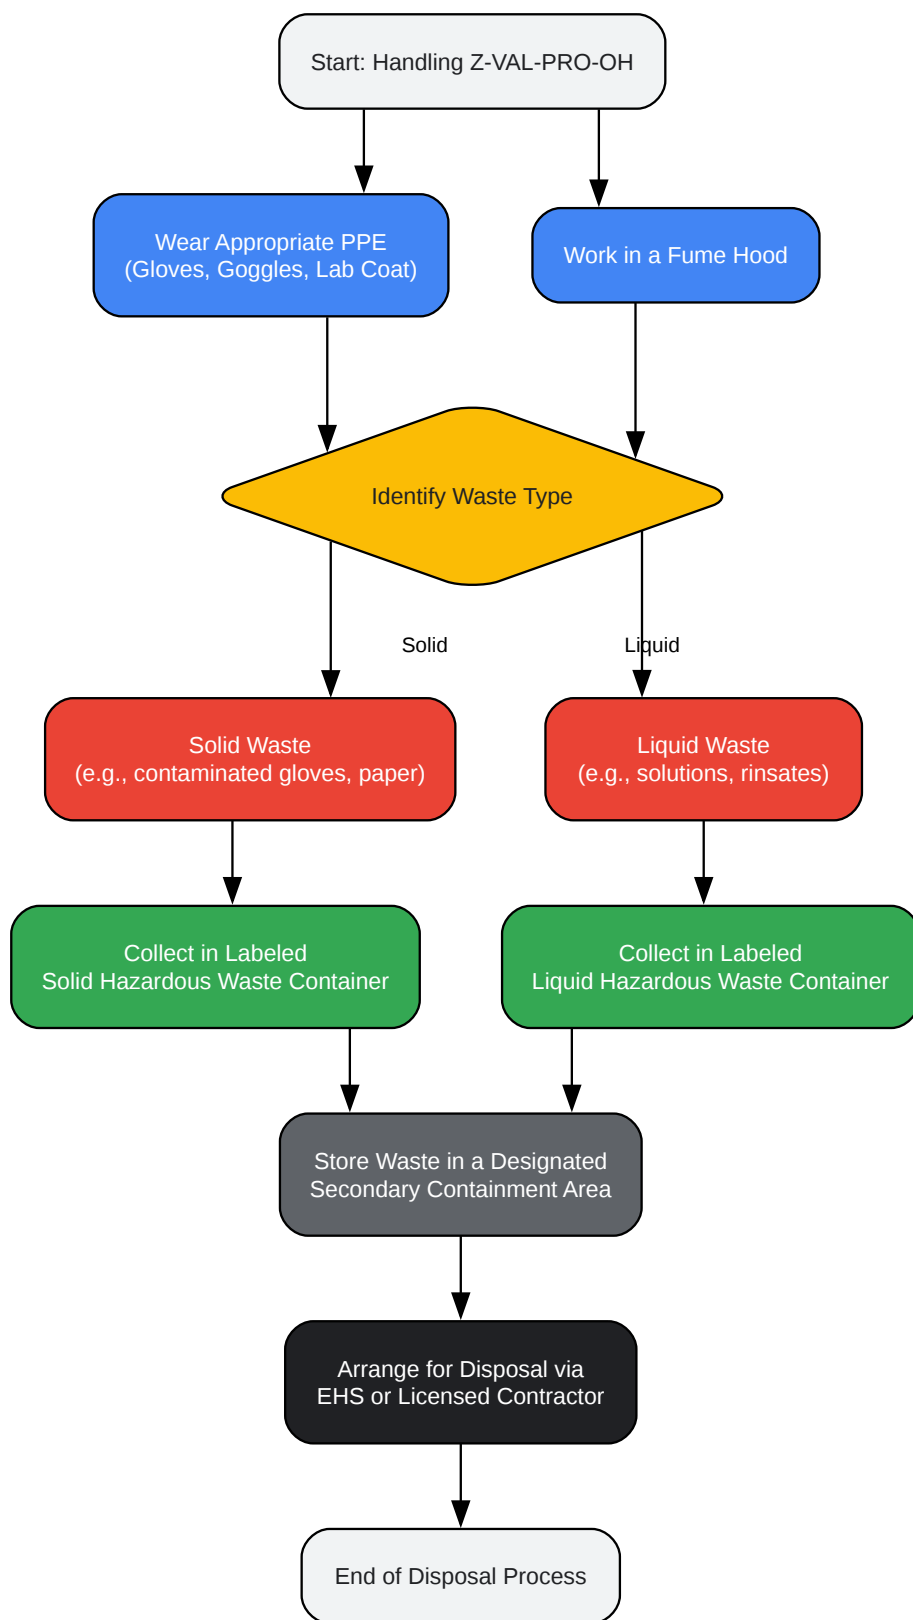 Start: Handling Z-VAL-PRO-OH
Wear Appropriate PPE
(Gloves, Goggles, Lab Coat)
Work in a Fume Hood
Identify Waste Type
Solid
Liquid
Solid Waste
(e.g., contaminated gloves, paper)
Liquid Waste
(e.g., solutions, rinsates)
Collect in Labeled
Solid Hazardous Waste Container
Collect in Labeled
Liquid Hazardous Waste Container
Store Waste in a Designated
Secondary Containment Area
Arrange for Disposal via
EHS or Licensed Contractor
End of Disposal Process